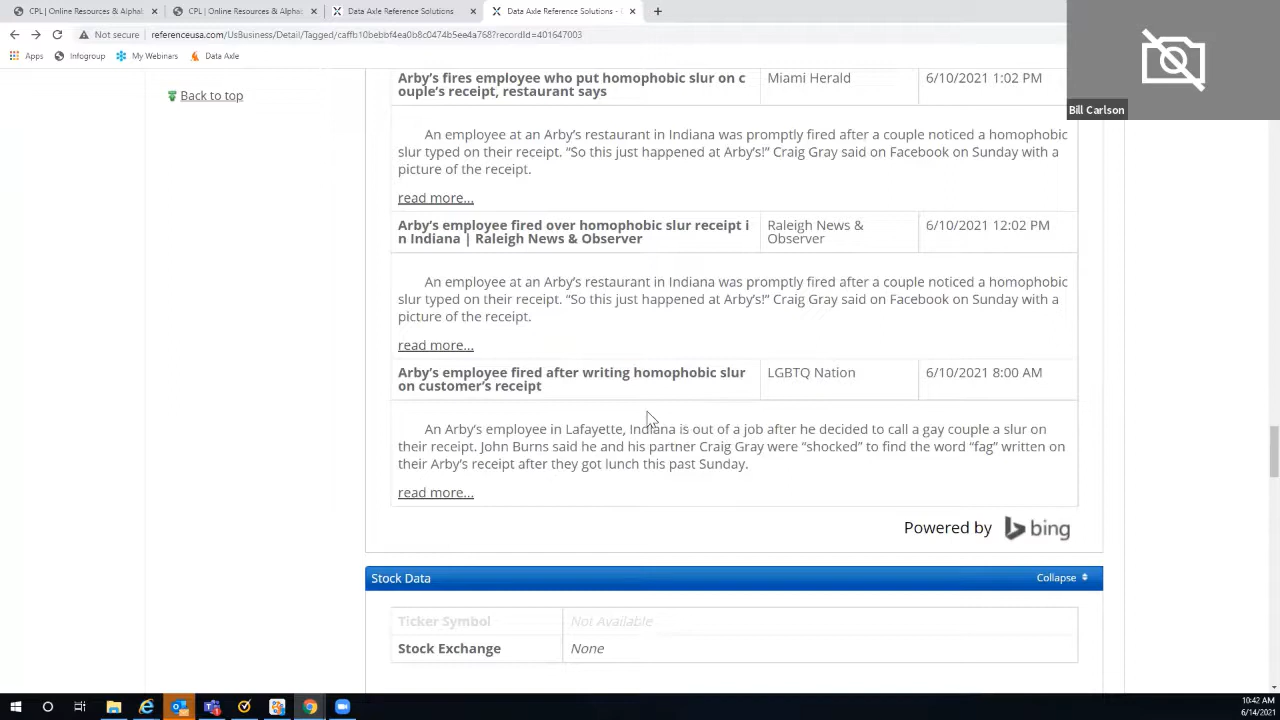 CPL | Online Resources & Alphab
CPL | Online Resources & Alphab
Data Axle Reference Solutions
Data Axle Reference Solutions -
Not secure | referenceusa.com/UsBusiness/Detail/Tagged/caffb10bebbf4ea0b8c0474b5ee4a768?recordId=401647003
Apps
Infogroup
My Webinars
Data Axle
Bill Carlson
Back to top
Arby's fires employee who put homophobic slur on c
ouple's receipt, restaurant says
Miami Herald
6/10/2021 1:02 PM
An employee at an Arby's restaurant in Indiana was promptly fired after a couple noticed a homophobic
slur typed on their receipt. “So this just happened at Arby's!” Craig Gray said on Facebook on Sunday with a
picture of the receipt.
read more...
Arby's employee fired over homophobic slur receipt i
n Indiana | Raleigh News & Observer
Raleigh News &
Observer
6/10/2021 12:02 PM
An employee at an Arby's restaurant in Indiana was promptly fired after a couple noticed a homophobic
slur typed on their receipt. “So this just happened at Arby's!” Craig Gray said on Facebook on Sunday with a
picture of the receipt.
read more...
Arby's employee fired after writing homophobic slur
on customer's receipt
LGBTQ Nation
6/10/2021 8:00 AM
An Arby's employee in Lafayette, Indiana is out of a job after he decided to call a gay couple a slur on
their receipt. John Burns said he and his partner Craig Gray were “shocked” to find the word “fag” written on
their Arby's receipt after they got lunch this past Sunday.
read more...
Powered by bing
Stock Data
Collapse
Ticker Symbol
Not Available
Stock Exchange
None
10:42 AM
6/14/2021